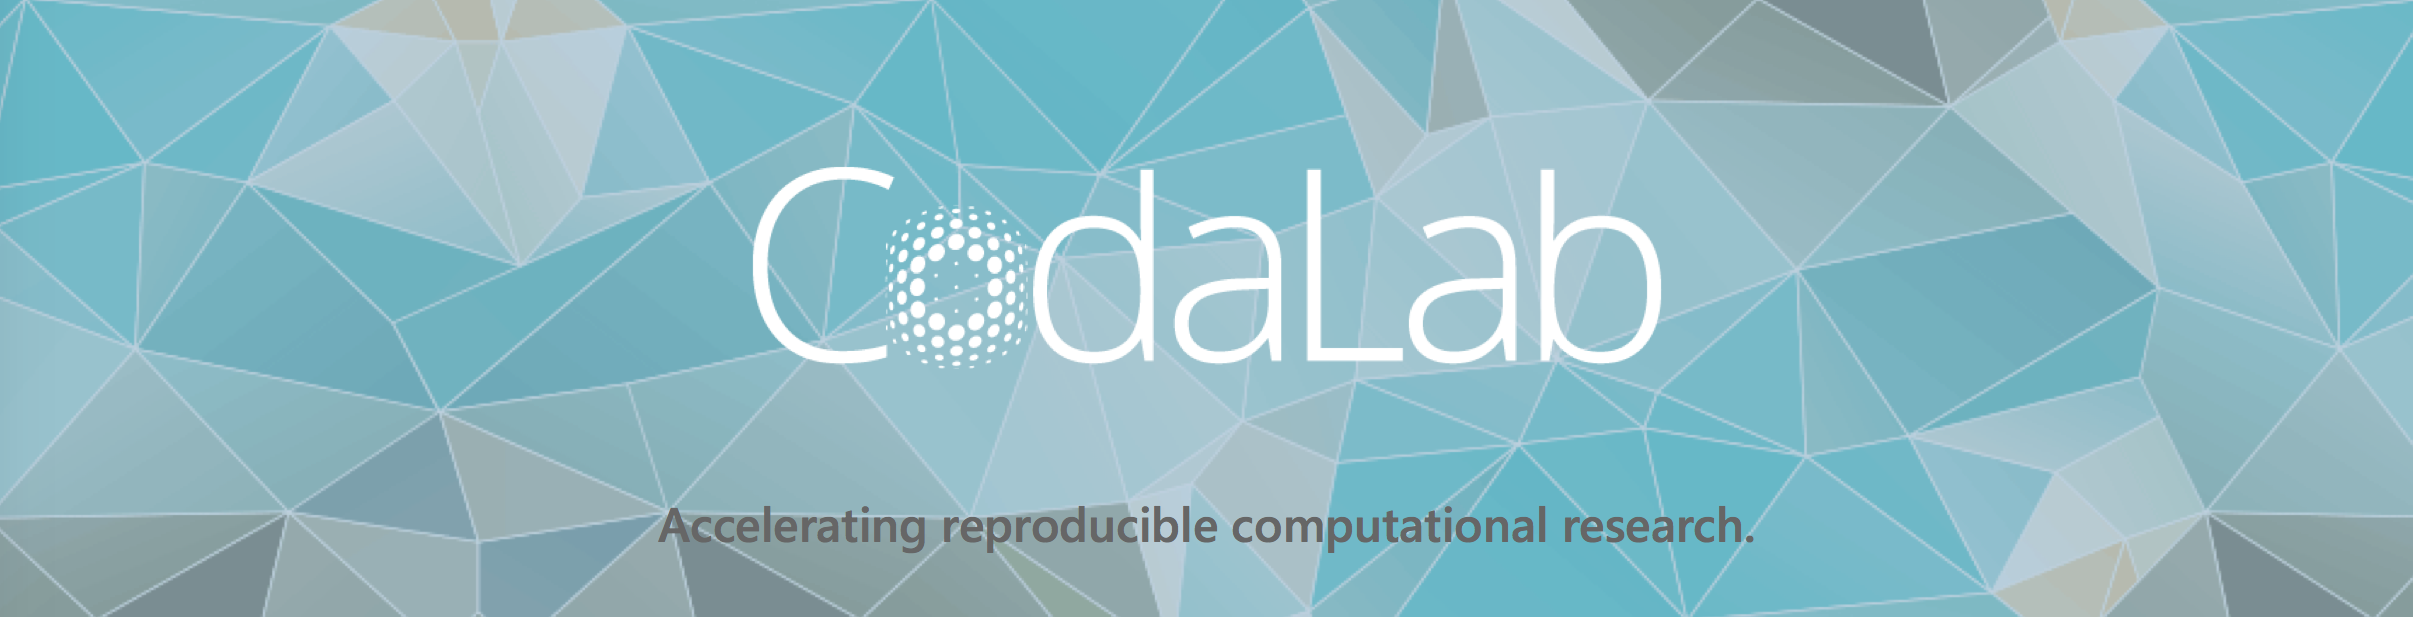 CodaLab
Accelerating reproducible computational research.